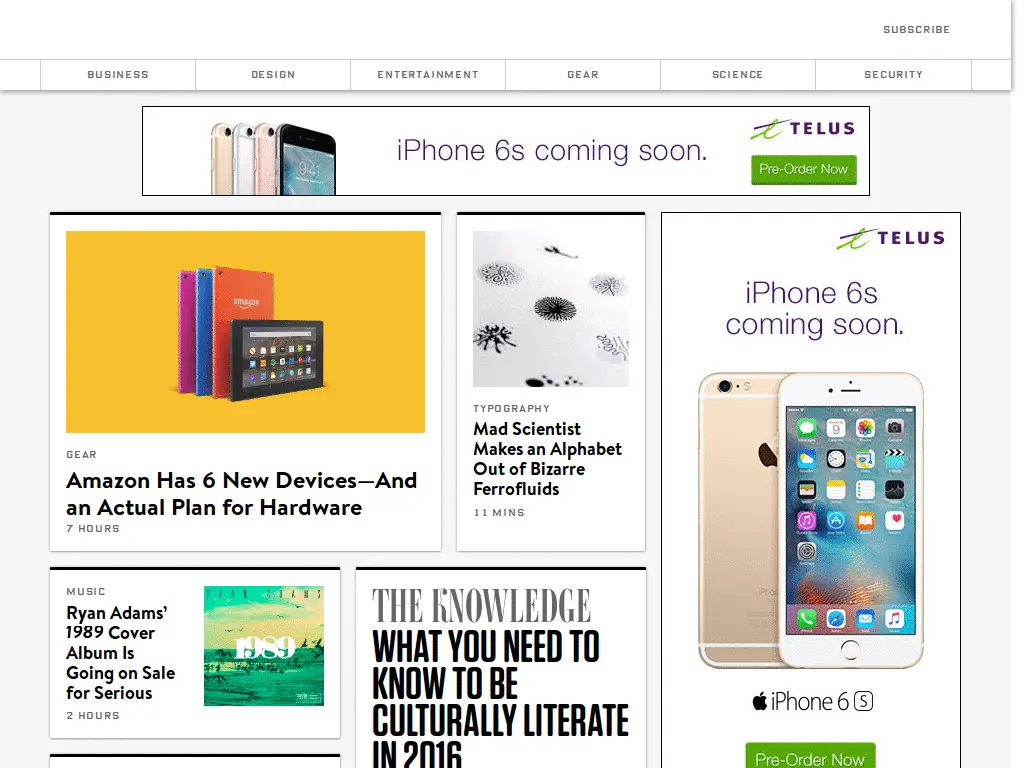 SUBSCRIBE
BUSINESS
DESIGN
ENTERTAINMENT
GEAR
SCIENCE
SECURITY
iPhone 6s coming soon.
TELUS
Pre-Order Now
9:41
amazon
GEAR
Amazon Has 6 New Devices—And
an Actual Plan for Hardware
7 HOURS
TYPOGRAPHY
Mad Scientist
Makes an Alphabet
Out of Bizarre
Ferrofluids
11 MINS
TELUS
iPhone 6s
coming soon.
iPhone 6 S
Pre-Order Now
MUSIC
Ryan Adams’
1989 Cover
Album Is
Going on Sale
for Serious
2 HOURS
RYAN ADAMS
1989
THE KNOWLEDGE
WHAT YOU NEED TO
KNOW TO BE
CULTURALLY LITERATE
IN 2016